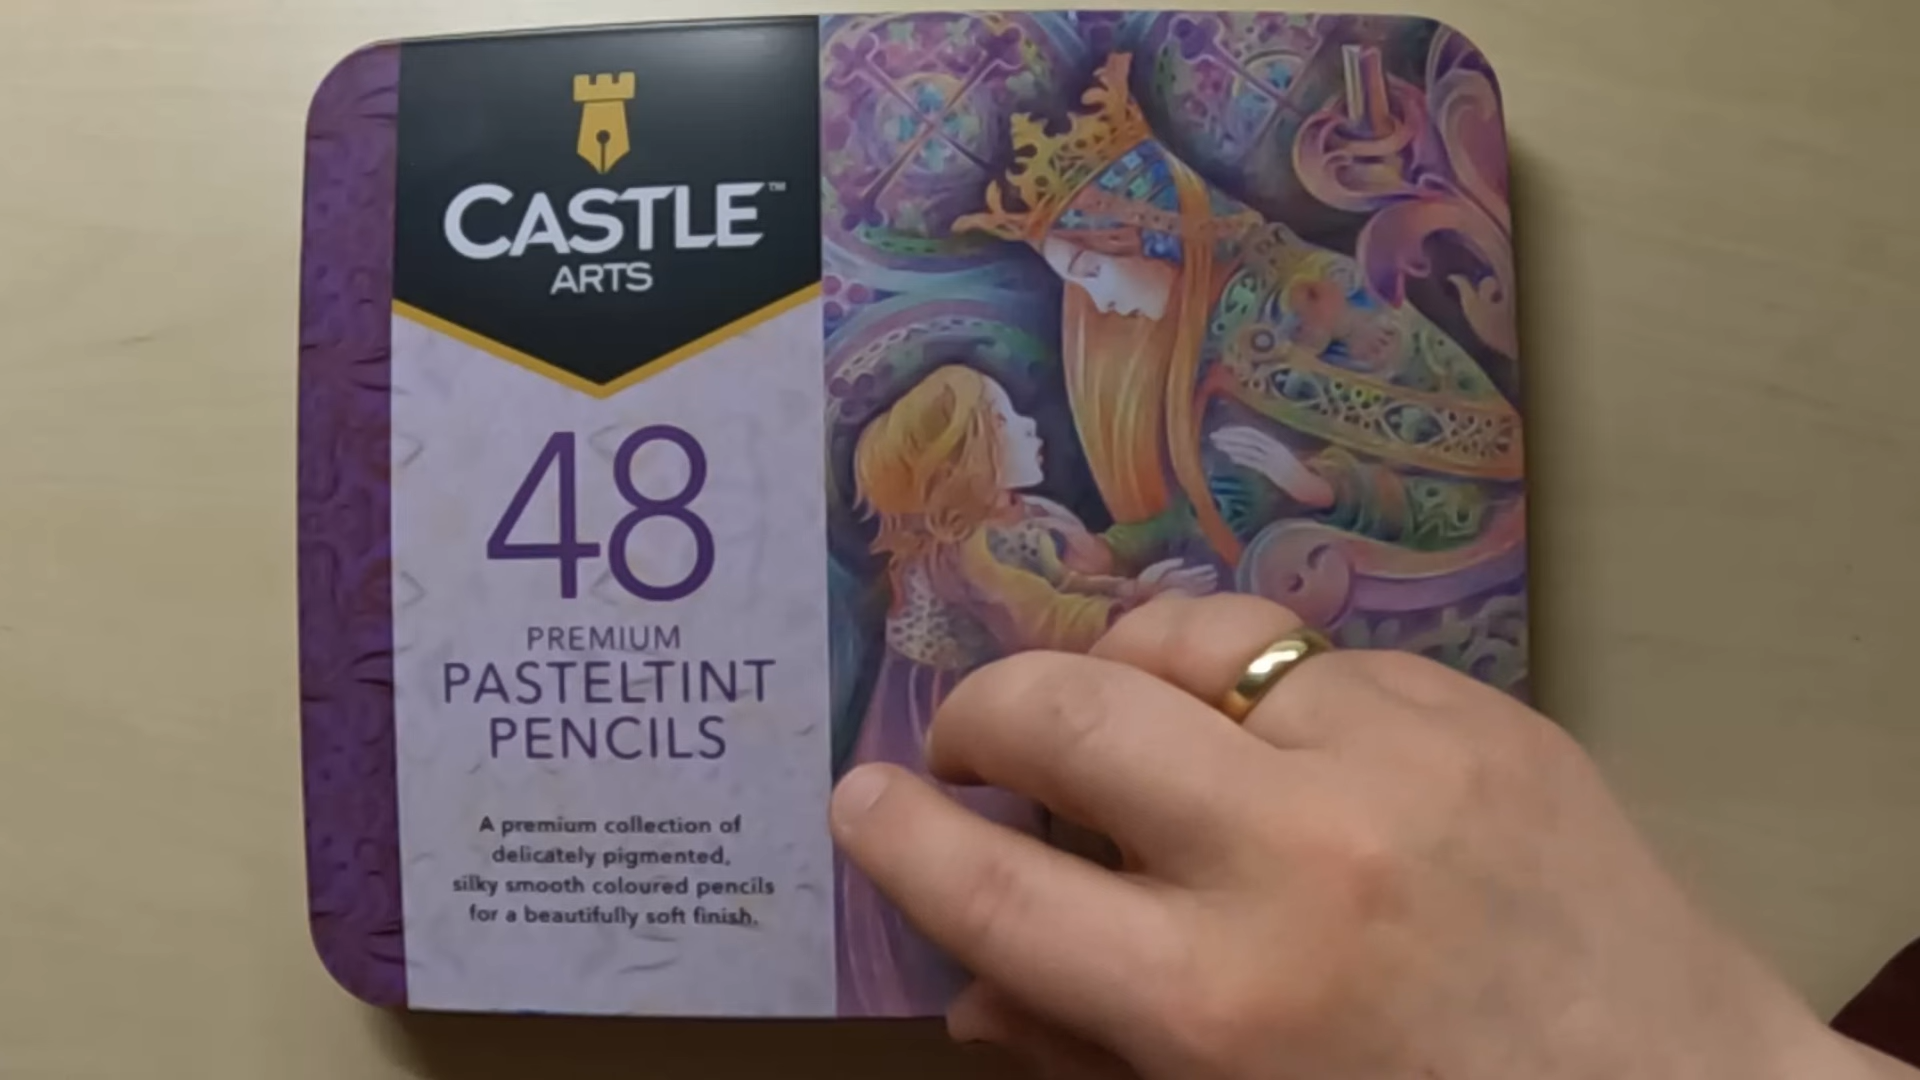 CASTLE™
ARTS
48
PREMIUM
PASTELTINT
PENCILS
A premium collection of
delicately pigmented,
silky smooth coloured pencils
for a beautifully soft finish.